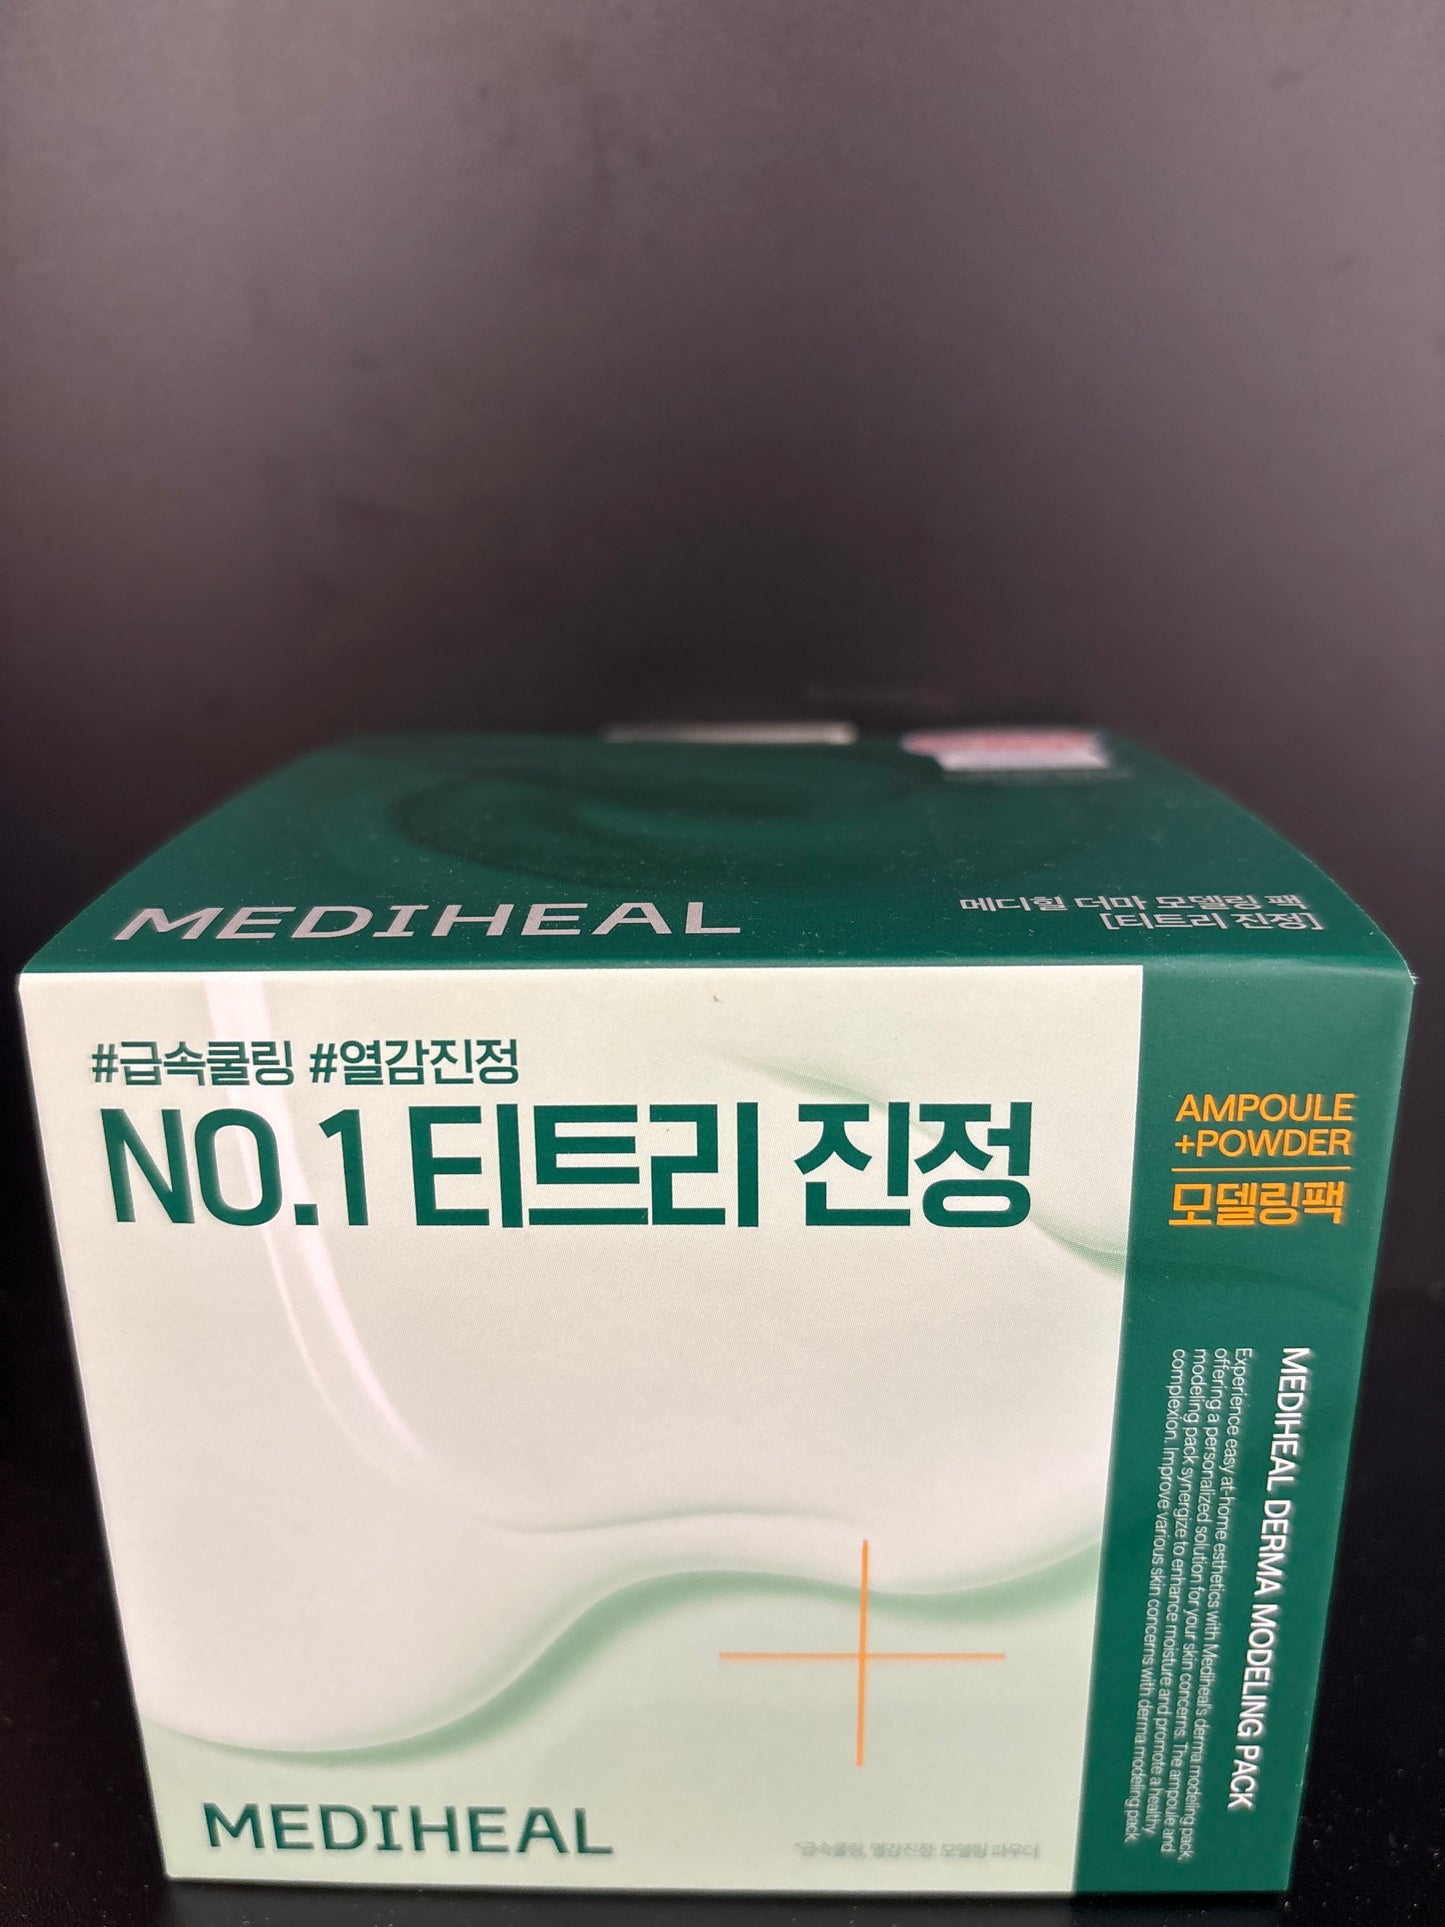 MEDIHEAL
메디힐 더마 모델링 팩
[티트리 진정]
#급속쿨링 #열감진정
NO.1 티트리 진정
AMPOULE
+POWDER
모델링팩
MEDIHEAL DERMA MODELING PACK
Experience easy at-home esthetics with Mediheal's derma modeling pack,
offering a personalized solution for your skin concerns. The ampoule and
modeling pack synergize to enhance moisture and promote a healthy
complexion. Improve various skin concerns with derma modeling pack.
MEDIHEAL
*급속쿨링, 열감진정: 모델링 파우더